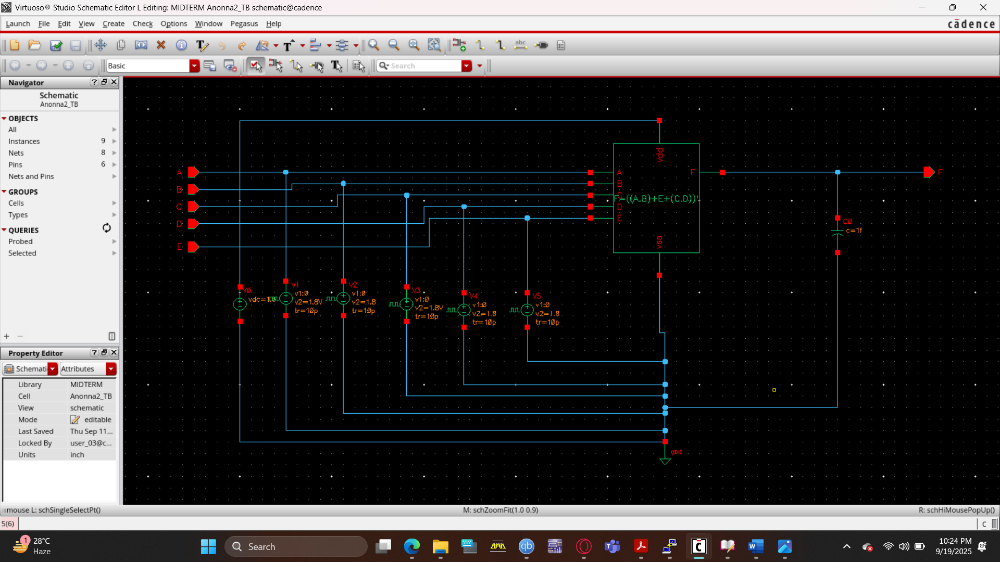 Virtuoso® Studio Schematic Editor L Editing: MIDTERM Anonna2_TB schematic@cadence
Launch File Edit View Create Check Options Window Pegasus Help
cādence
Basic
Search
Navigator
Schematic
Anonna2_TB
OBJECTS
All
Instances 9
Nets 8
Pins 6
Nets and Pins
GROUPS
Cells
Types
QUERIES
Probed
Selected
Property Editor
Schemati Attributes
Library MIDTERM
Cell Anonna2_TB
View schematic
Mode editable
Last Saved Thu Sep 11...
Locked By user_03@c...
Units inch
A
B
C
D
E
vdd
A
B
C
D
E
F
F=((A.B)+E+(C.D))'
vss
F
C0
c=1f
V0
V1
v1:0
v2=1.8V
tr=10p
V2
v1:0
v2=1.8
tr=10p
V3
v1:0
v2=1.8V
tr=10p
V4
v1:0
v2=1.8
tr=10p
V5
v1:0
v2=1.8
tr=10p
gnd
mouse L: schSingleSelectPt() M: schZoomFit(1.0 0.9) R: schHiMousePopUp()
5(6) C
1
28°C
Haze
Search
10:24 PM
9/19/2025